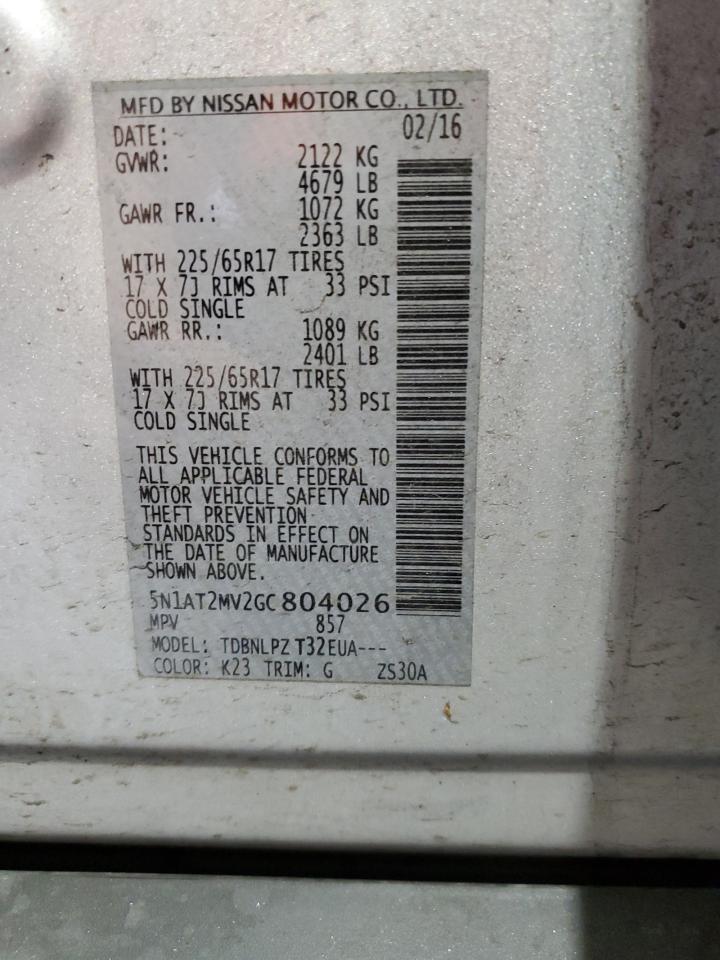 MFD BY NISSAN MOTOR CO., LTD.
DATE: 02/16
GVWR: 2122 KG
4679 LB
GAWR FR.: 1072 KG
2363 LB
WITH 225/65R17 TIRES
17 X 7J RIMS AT 33 PSI
COLD SINGLE
GAWR RR.: 1089 KG
2401 LB
WITH 225/65R17 TIRES
17 X 7J RIMS AT 33 PSI
COLD SINGLE
THIS VEHICLE CONFORMS TO
ALL APPLICABLE FEDERAL
MOTOR VEHICLE SAFETY AND
THEFT PREVENTION
STANDARDS IN EFFECT ON
THE DATE OF MANUFACTURE
SHOWN ABOVE.
5N1AT2MV2GC804026
MPV 857
MODEL: TDBNLPZ T32EUA---
COLOR: K23 TRIM: G ZS30A